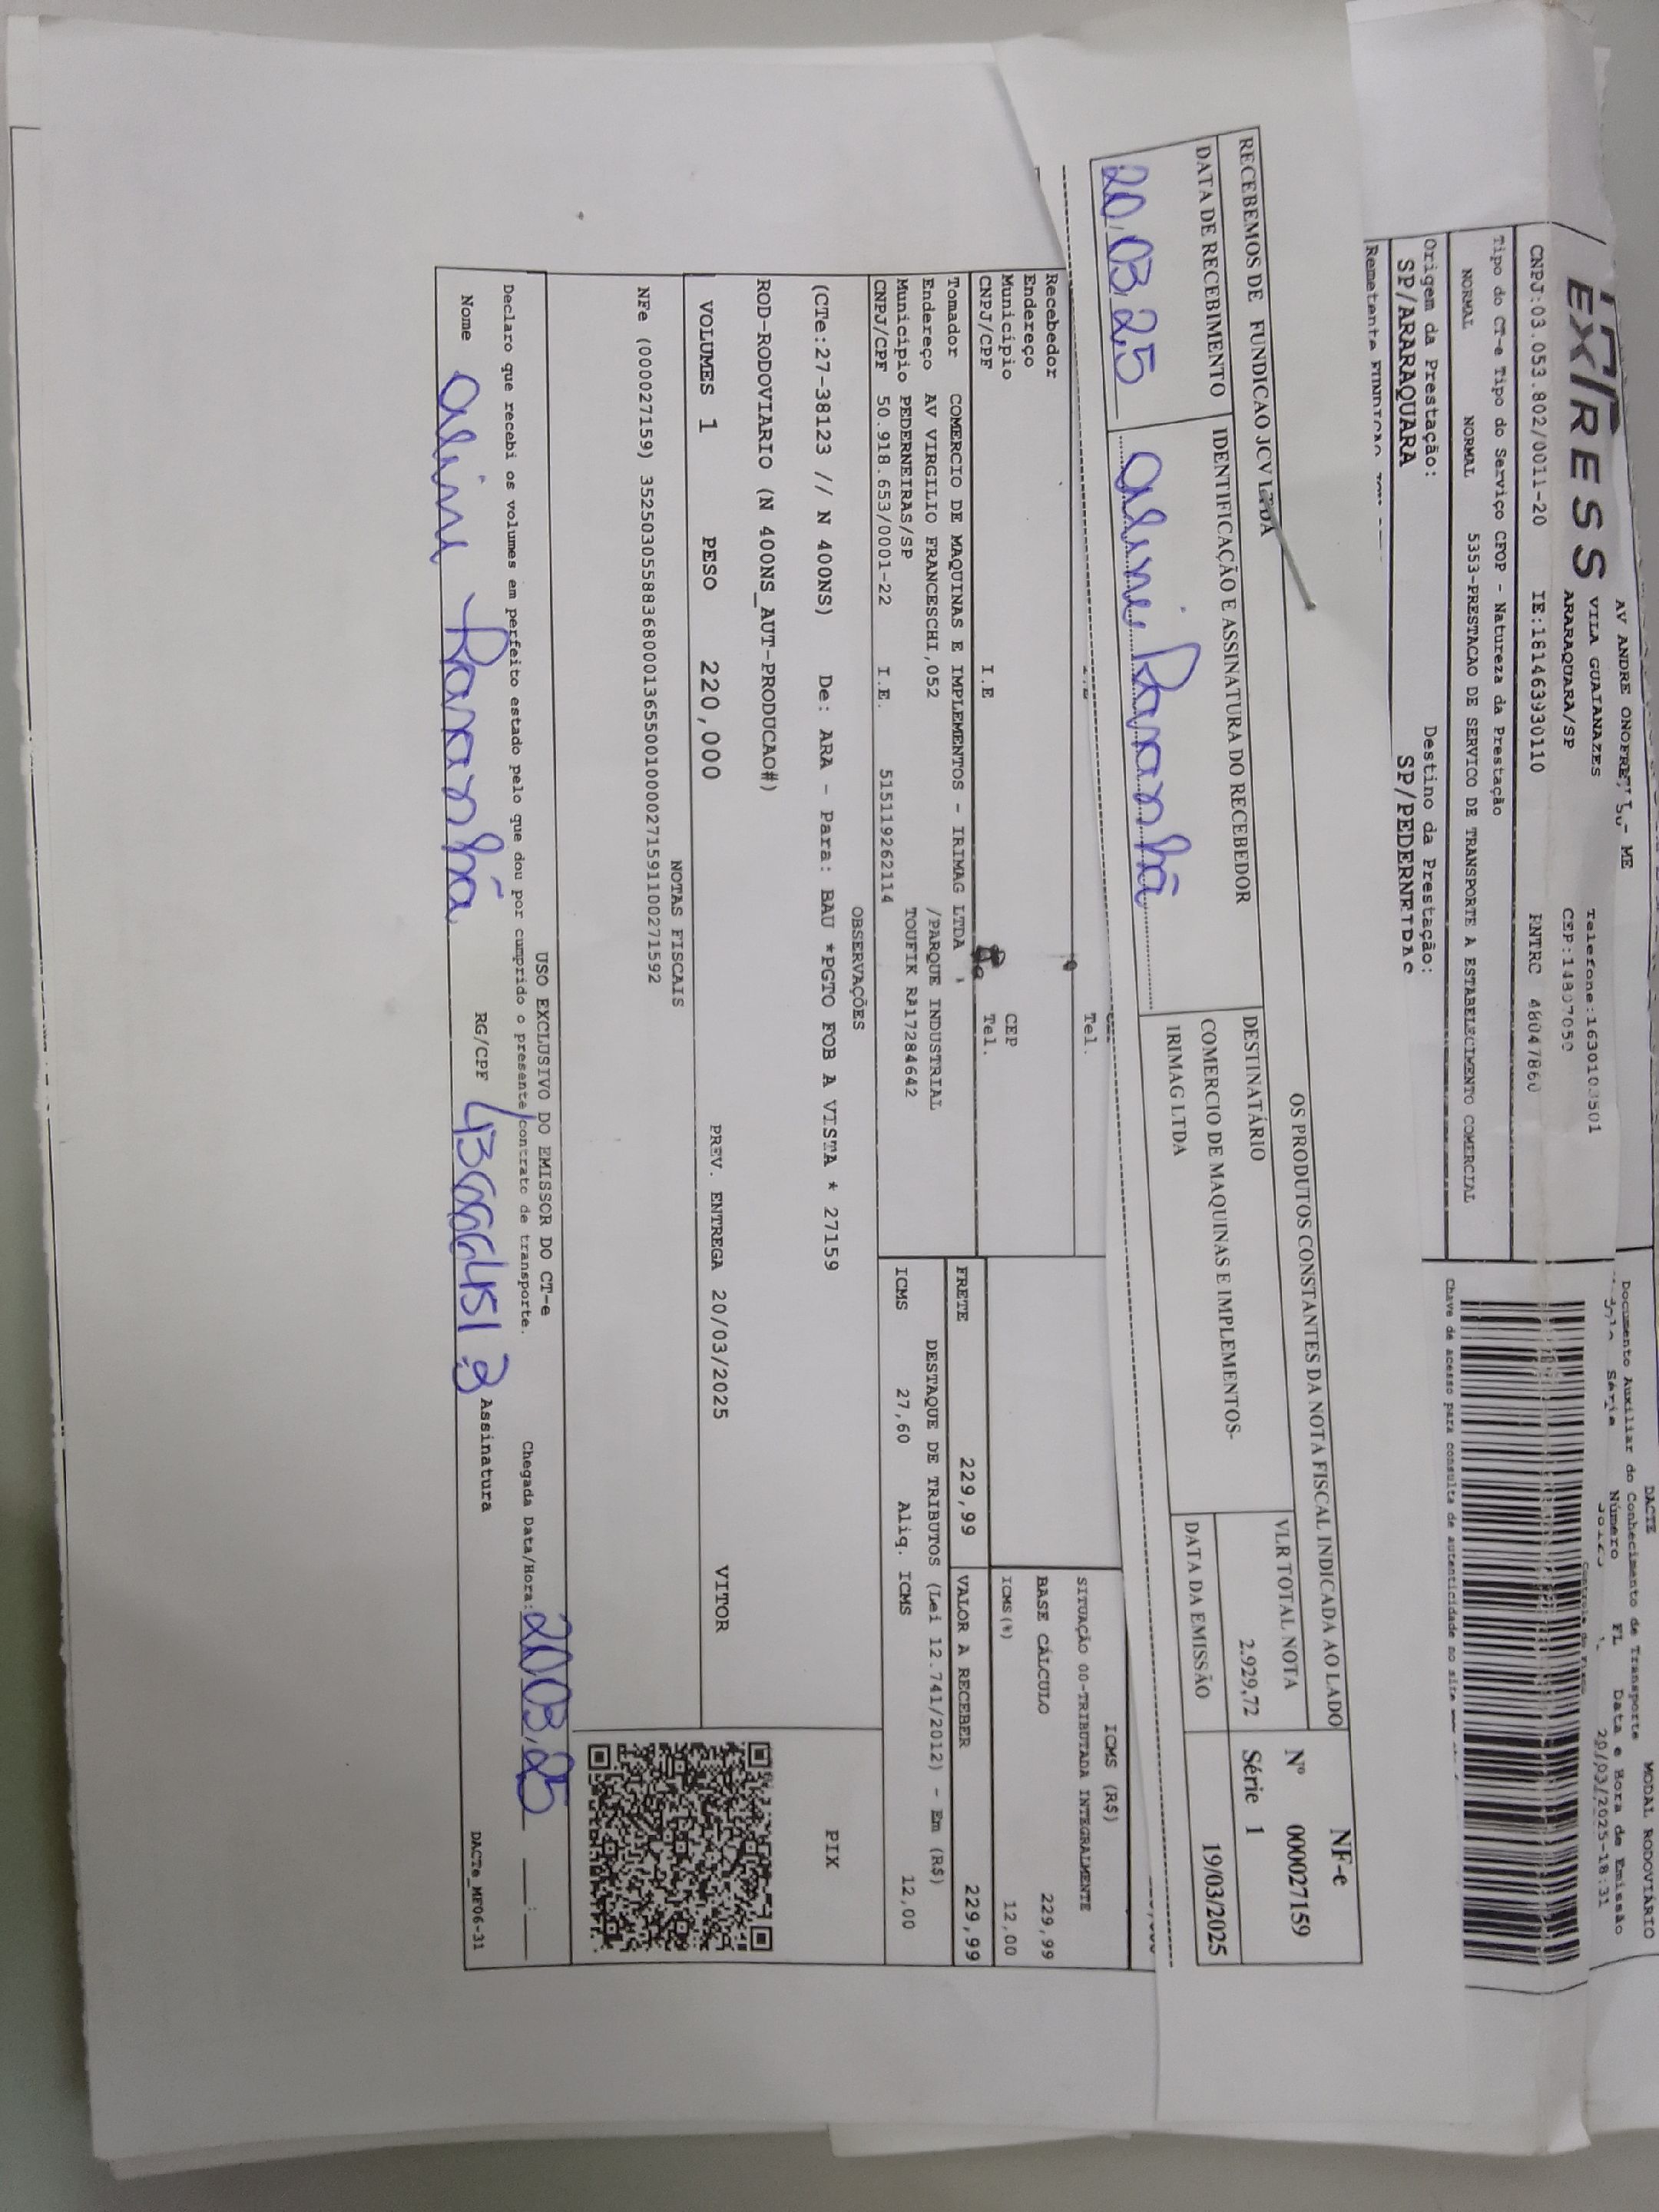 DACTE
MODAL RODOVIÁRIO
Documento Auxiliar do Conhecimento de Transporte
Série Número FL Data e Hora de Emissão
20/03/2025-18:31
EXPRESS
AV ANDRE ONOFRE
- ME
VILA GUAIANAZES
ARARAQUARA/SP
CEP:14807050
CNPJ:03.053.802/0011-20 IE:181463930110 RNTRC
Tipo do CT-e Tipo do Serviço CFOP - Natureza da Prestação
NORMAL NORMAL 5353-PRESTACAO DE SERVICO DE TRANSPORTE A ESTABELECIMENTO COMERCIAL
Chave de acesso para consulta de autenticidade no site
Origem da Prestação: Destino da Prestação:
SP/ARARAQUARA
Remetente
RECEBEMOS DE FUNDICAO JCV LTDA OS PRODUTOS CONSTANTES DA NOTA FISCAL INDICADA AO LADO
NF-e
DATA DE RECEBIMENTO IDENTIFICAÇÃO E ASSINATURA DO RECEBEDOR DESTINATÁRIO VLR TOTAL NOTA
Nº 000027159
COMERCIO DE MAQUINAS E IMPLEMENTOS- 2.929,72
Série 1
20.03.25
IRIMAG LTDA DATA DA EMISSÃO 19/03/2025
Tel.
ICMS (R$)
SITUAÇÃO 00-TRIBUTADA INTEGRALMENTE
Recebedor
BASE CÁLCULO 229,99
Endereço
Município CEP ICMS(%) 12,00
CNPJ/CPF I.E Tel.
Tomador COMERCIO DE MAQUINAS E IMPLEMENTOS - IRIMAG LTDA FRETE 229,99 VALOR A RECEBER 229,99
Endereço AV VIRGILIO FRANCESCHI,052 /PARQUE INDUSTRIAL DESTAQUE DE TRIBUTOS (Lei 12.741/2012) - Em (R$)
Município PEDERNEIRAS/SP TOUFIK RA17284642 ICMS 27,60 Aliq. ICMS 12,00
CNPJ/CPF 50.918.653/0001-22 I.E. 515119262114
OBSERVAÇÕES
(CTe:27-38123 // N 400NS) De: ARA - Para: BAU *PGTO FOB A VISTA * 27159
PIX
ROD-RODOVIARIO (N 400NS_AUT-PRODUCAO#)
VOLUMES 1 PESO 220,000 PREV. ENTREGA 20/03/2025 VITOR
NOTAS FISCAIS
NFe (000027159) 35250305588368000136550010000271591100271592
USO EXCLUSIVO DO EMISSOR DO CT-e
Declaro que recebi os volumes em perfeito estado pelo que dou por cumprido o presente contrato de transporte. Chegada Data/Hora: 20.03.25 __:__
Nome RG/CPF Assinatura DACTe_MF06-31